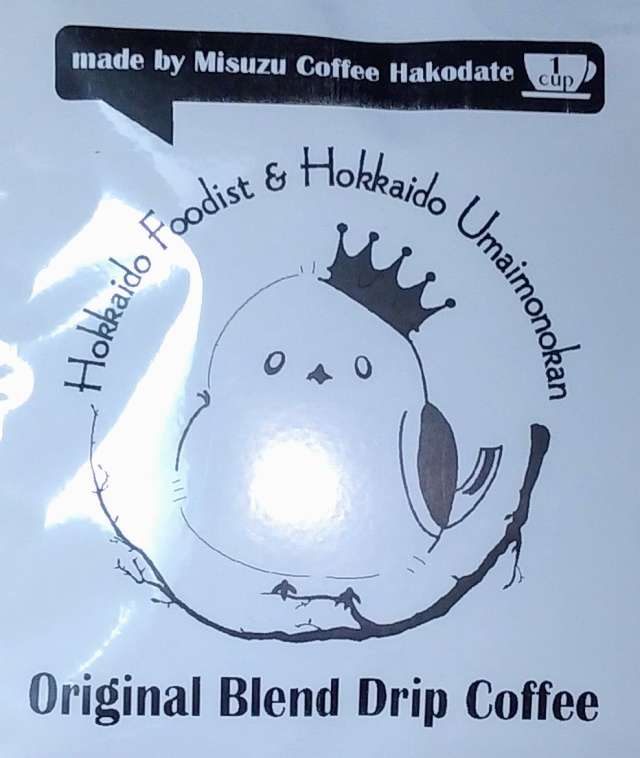 made by Misuzu Coffee Hakodate
1
cup
Hokkaido Foodist & Hokkaido Umaimonokan
Original Blend Drip Coffee